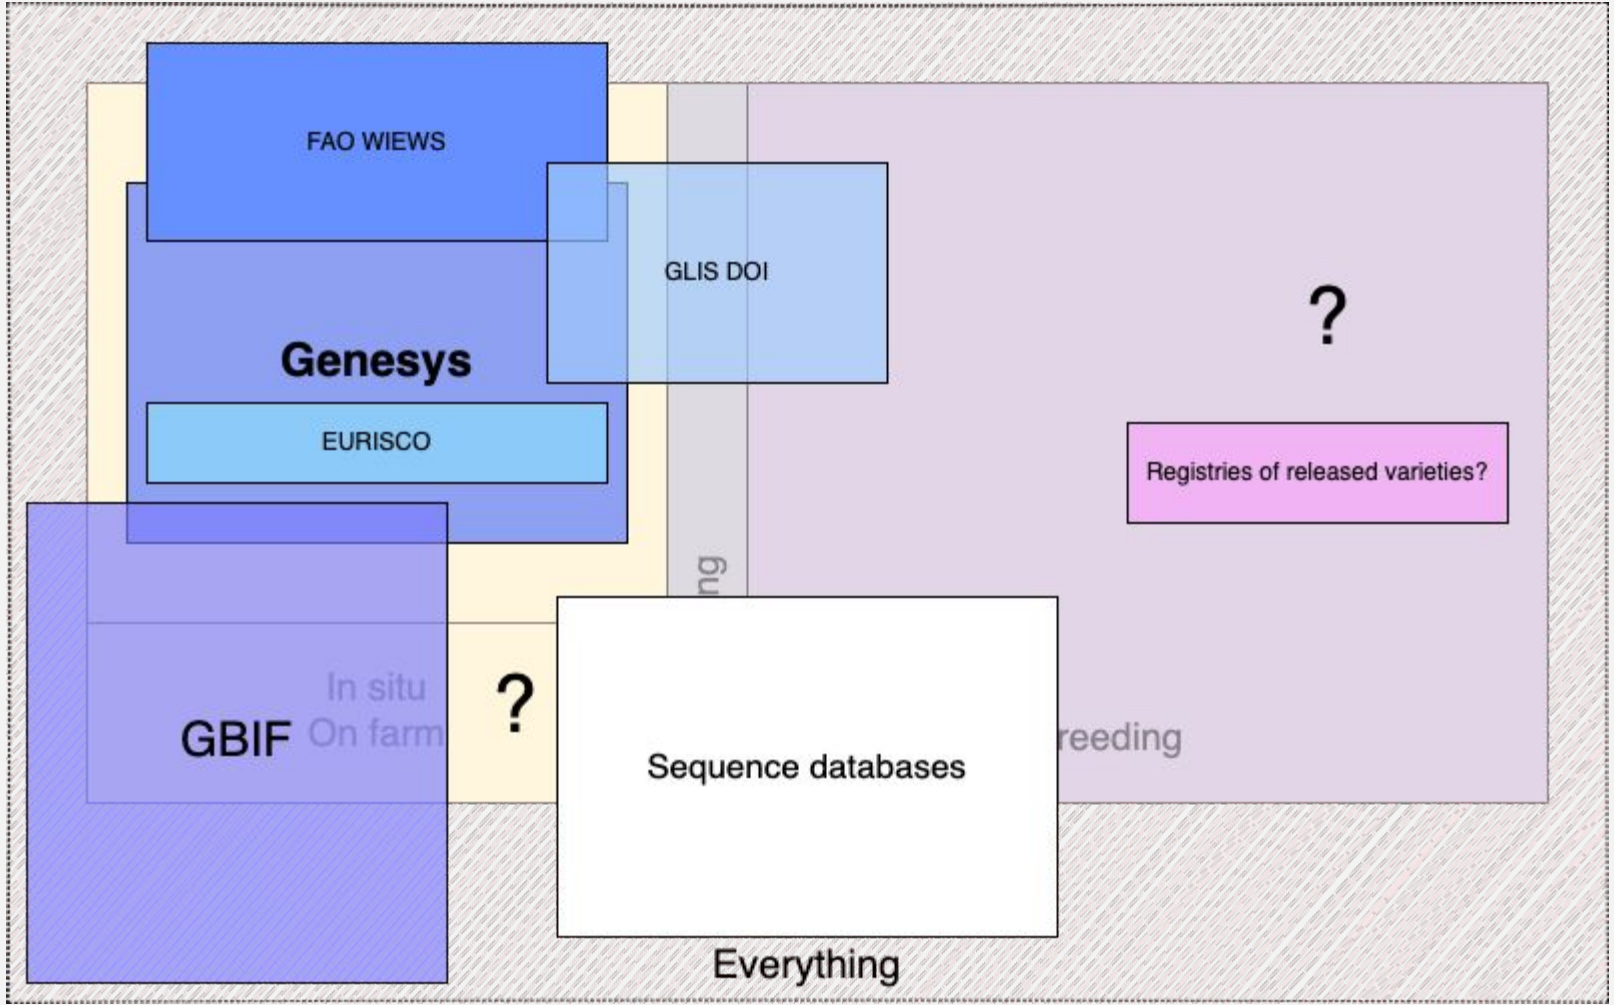 FAO WIEWS
GLIS DOI
?
Genesys
EURISCO
Registries of released varieties?
ng
In situ
On farm
?
GBIF
reeding
Sequence databases
Everything